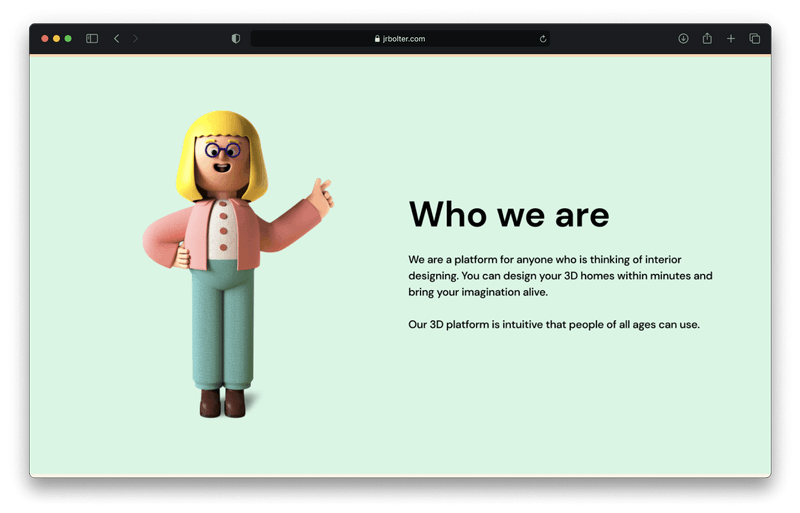 jrbolter.com
Who we are
We are a platform for anyone who is thinking of interior
designing. You can design your 3D homes within minutes and
bring your imagination alive.
Our 3D platform is intuitive that people of all ages can use.